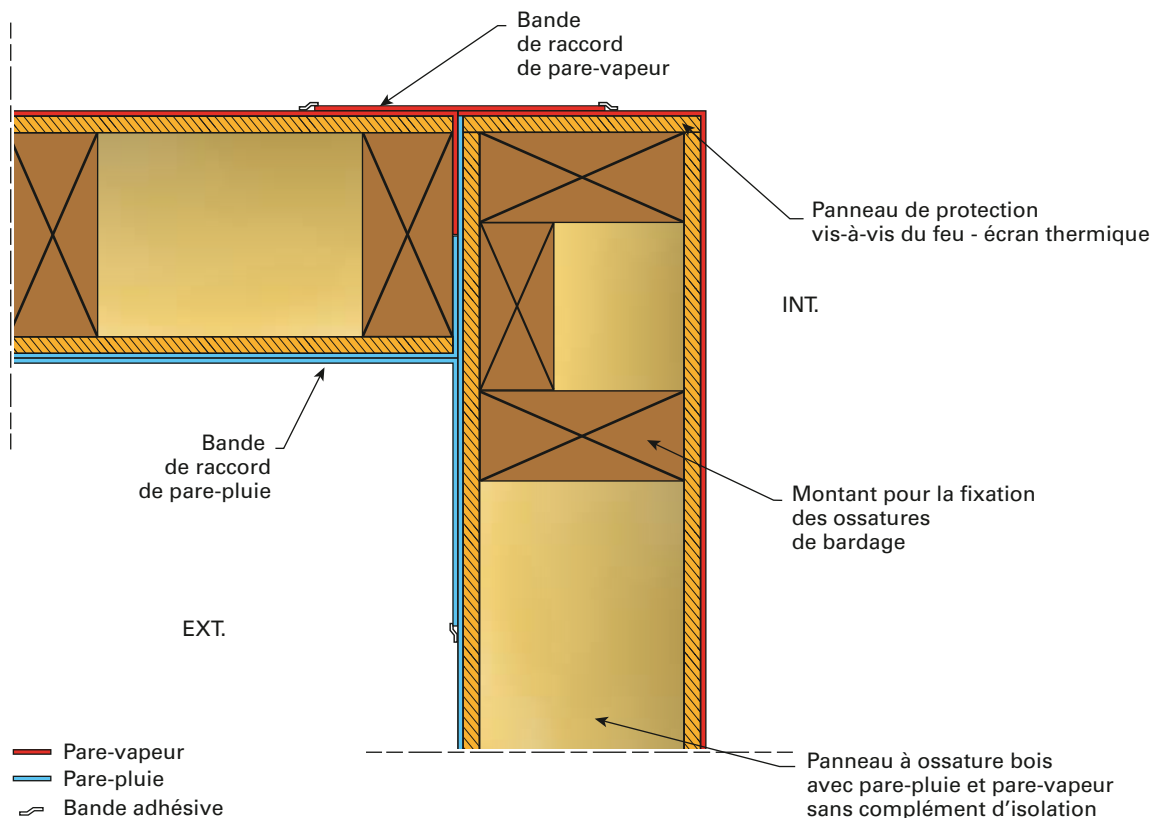 Bande
de raccord
de pare-vapeur
Panneau de protection
vis-à-vis du feu - écran thermique
INT.
Bande
de raccord
de pare-pluie
Montant pour la fixation
des ossatures
de bardage
EXT.
Pare-vapeur
Pare-pluie
Bande adhésive
Panneau à ossature bois
avec pare-pluie et pare-vapeur
sans complément d'isolation